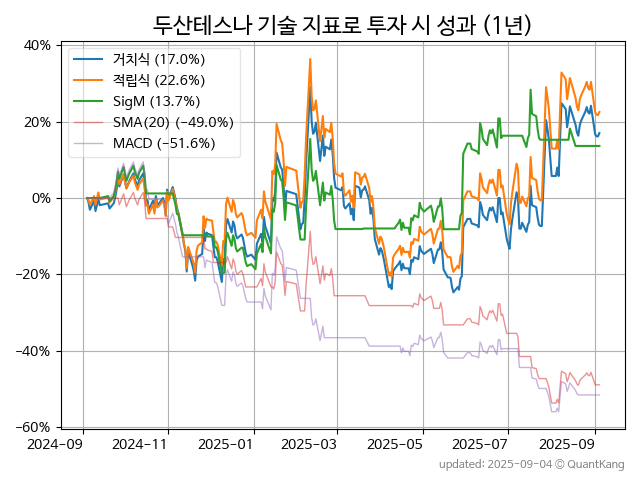 두산테스나 기술 지표로 투자 시 성과 (1년)
40%
20%
0%
−20%
−40%
−60%
거치식 (17.0%)
적립식 (22.6%)
SigM (13.7%)
SMA(20) (−49.0%)
MACD (−51.6%)
2024-09
2024-11
2025-01
2025-03
2025-05
2025-07
2025-09
updated: 2025-09-04 © QuantKang